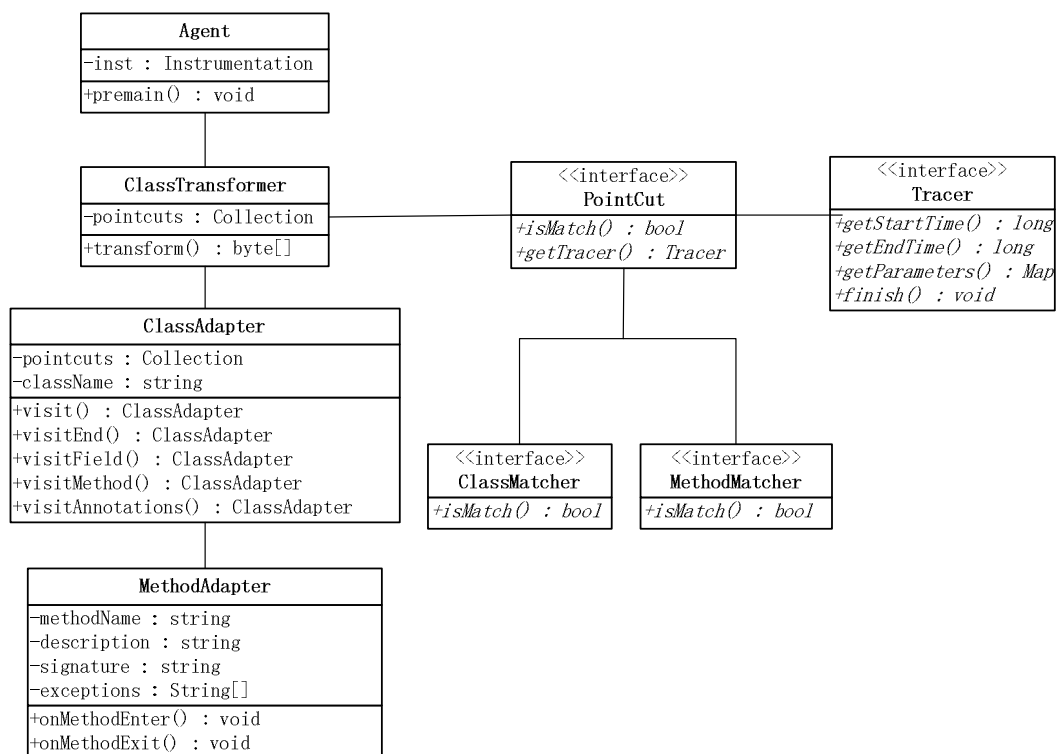 Agent
-inst : Instrumentation
+premain() : void
ClassTransformer
-pointcuts : Collection
+transform() : byte[]
<<interface>>
PointCut
+isMatch() : bool
+getTracer() : Tracer
<<interface>>
Tracer
+getStartTime() : long
+getEndTime() : long
+getParameters() : Map
+finish() : void
ClassAdapter
-pointcuts : Collection
-className : string
+visit() : ClassAdapter
+visitEnd() : ClassAdapter
+visitField() : ClassAdapter
+visitMethod() : ClassAdapter
+visitAnnotations() : ClassAdapter
<<interface>>
ClassMatcher
+isMatch() : bool
<<interface>>
MethodMatcher
+isMatch() : bool
MethodAdapter
-methodName : string
-description : string
-signature : string
-exceptions : String[]
+onMethodEnter() : void
+onMethodExit() : void